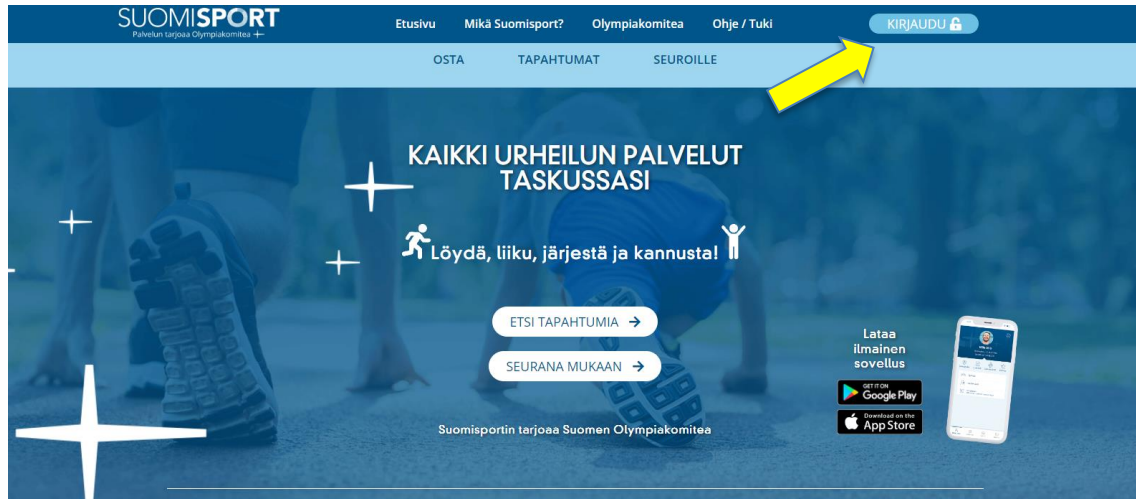 SUOMISPORT
Palvelun tarjoaa Olympiakomitea
Etusivu Mikä Suomisport? Olympiakomitea Ohje / Tuki
KIRJAUDU
OSTA TAPAHTUMAT SEUROILLE
KAIKKI URHEILUN PALVELUT
TASKUSSASI
Löydä, liiku, järjestä ja kannusta!
ETSI TAPAHTUMIA
SEURANA MUKAAN
Lataa
ilmainen
sovellus
GET IT ON
Google Play
Download on the
App Store
Suomisportin tarjoaa Suomen Olympiakomitea